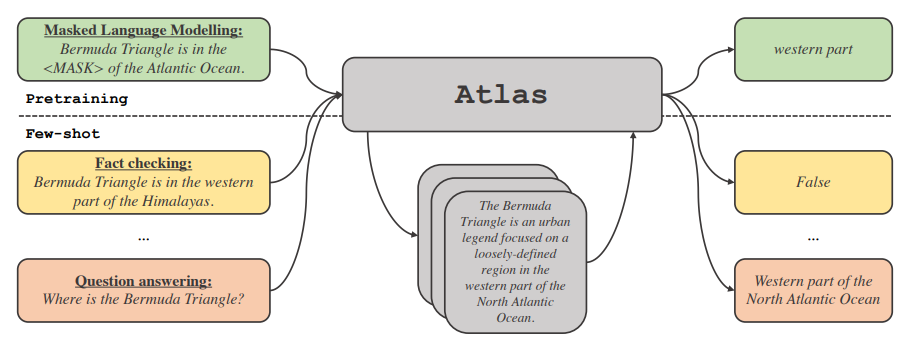 Masked Language Modelling:
Bermuda Triangle is in the
<MASK> of the Atlantic Ocean.
western part
Atlas
Pretraining
Few-shot
Fact checking:
Bermuda Triangle is in the western
part of the Himalayas.
False
...
...
The Bermuda
Triangle is an urban
legend focused on a
loosely-defined
region in the
western part of the
North Atlantic
Ocean.
Question answering:
Where is the Bermuda Triangle?
Western part of the
North Atlantic Ocean